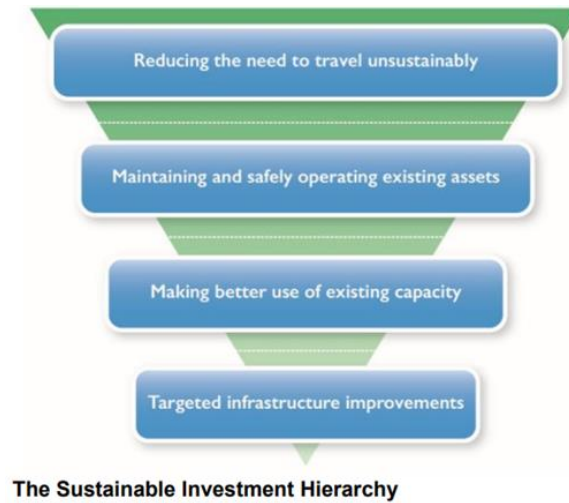 Reducing the need to travel unsustainably
Maintaining and safely operating existing assets
Making better use of existing capacity
Targeted infrastructure improvements
The Sustainable Investment Hierarchy